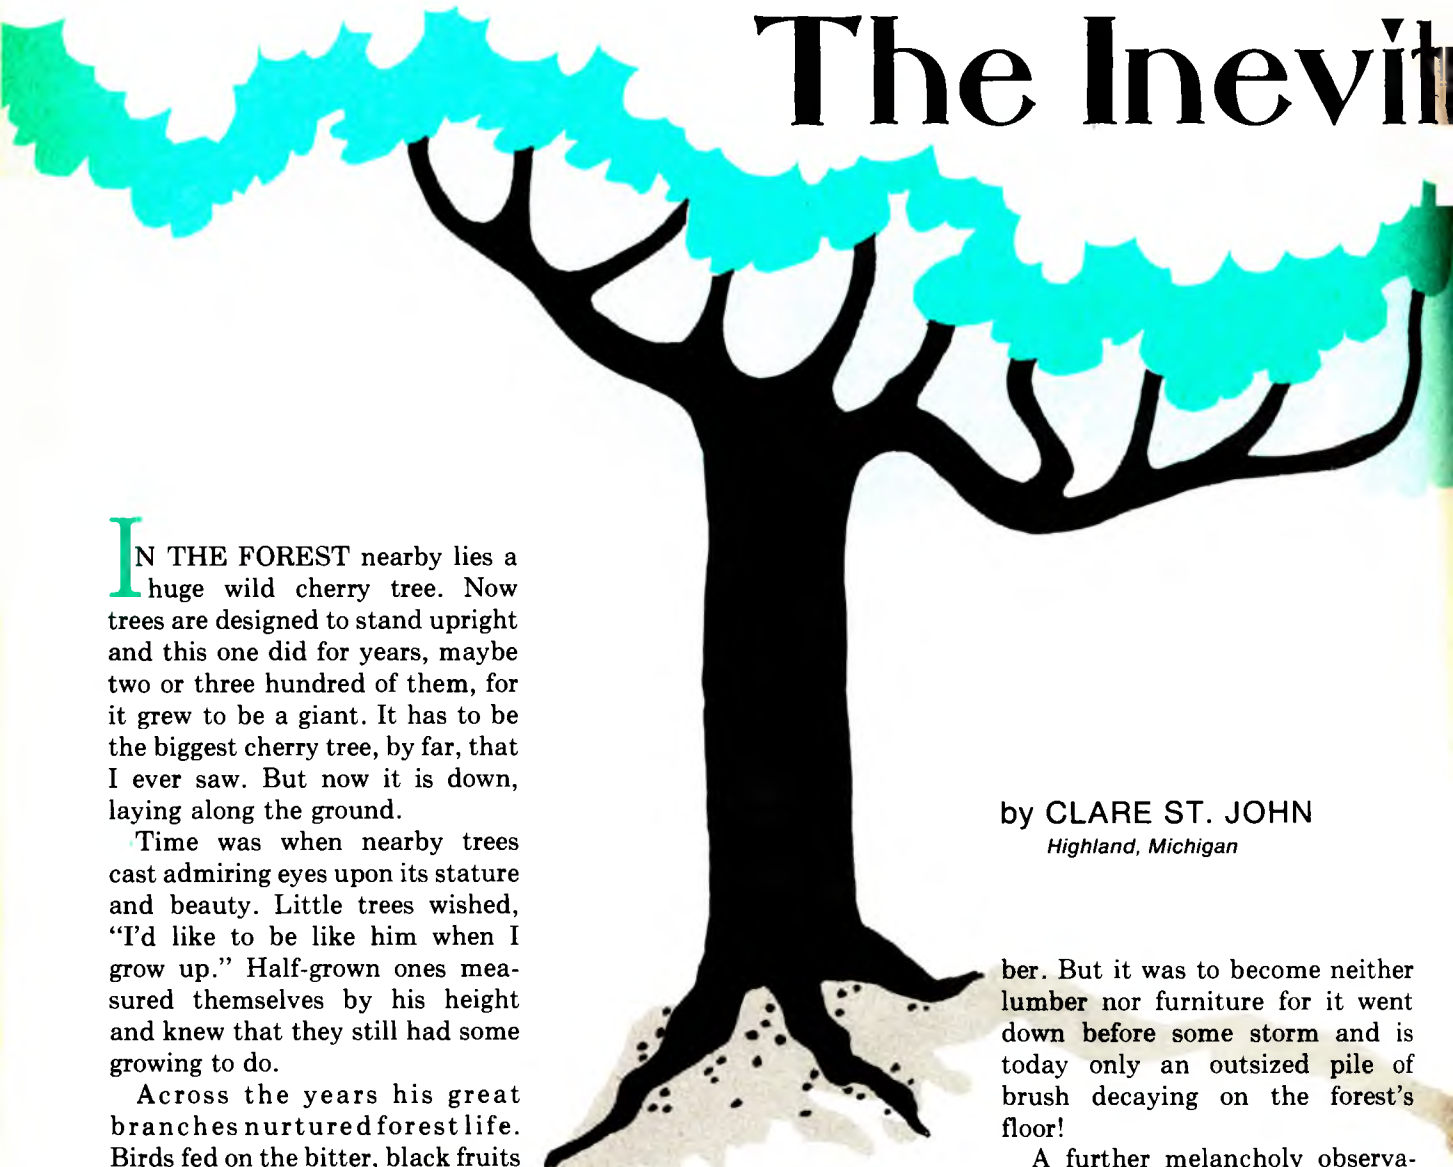 The Inevit
IN THE FOREST nearby lies a
huge wild cherry tree. Now
trees are designed to stand upright
and this one did for years, maybe
two or three hundred of them, for
it grew to be a giant. It has to be
the biggest cherry tree, by far, that
I ever saw. But now it is down,
laying along the ground.
Time was when nearby trees
cast admiring eyes upon its stature
and beauty. Little trees wished,
“I’d like to be like him when I
grow up.” Half-grown ones mea-
sured themselves by his height
and knew that they still had some
growing to do.
Across the years his great
branches nurtured forest life.
Birds fed on the bitter, black fruits
by CLARE ST. JOHN
Highland, Michigan
ber. But it was to become neither
lumber nor furniture for it went
down before some storm and is
today only an outsized pile of
brush decaying on the forest’s
floor!
A further melancholy observa-